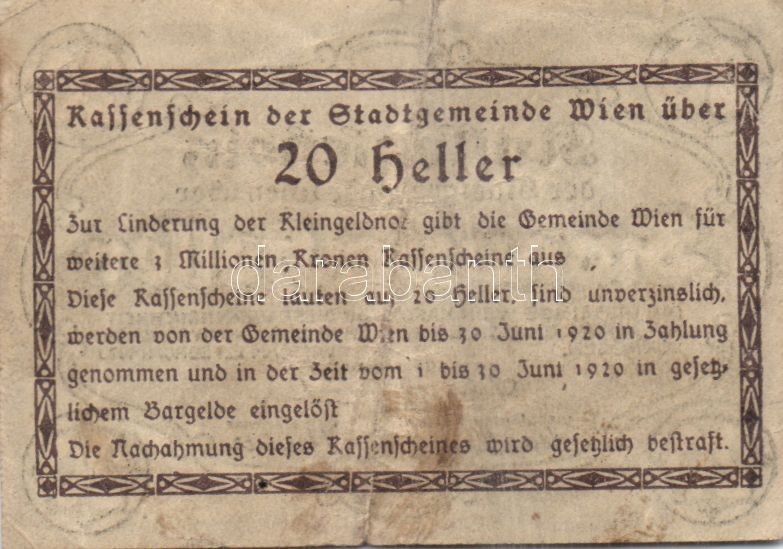 Kassenschein der Stadtgemeinde Wien über
20 Heller
Zur Linderung der Kleingeldnot gibt die Gemeinde Wien für
weitere 3 Millionen Kronen Kassenscheine aus.
Diese Kassenscheine lauten auf 20 Heller, sind unverzinslich,
werden von der Gemeinde Wien bis 30 Juni 1920 in Zahlung
genommen und in der Zeit vom 1 bis 30 Juni 1920 in gesetz-
lichem Bargelde eingelöst
Die Nachahmung dieses Kassenscheines wird gesetzlich bestraft.
darabanth